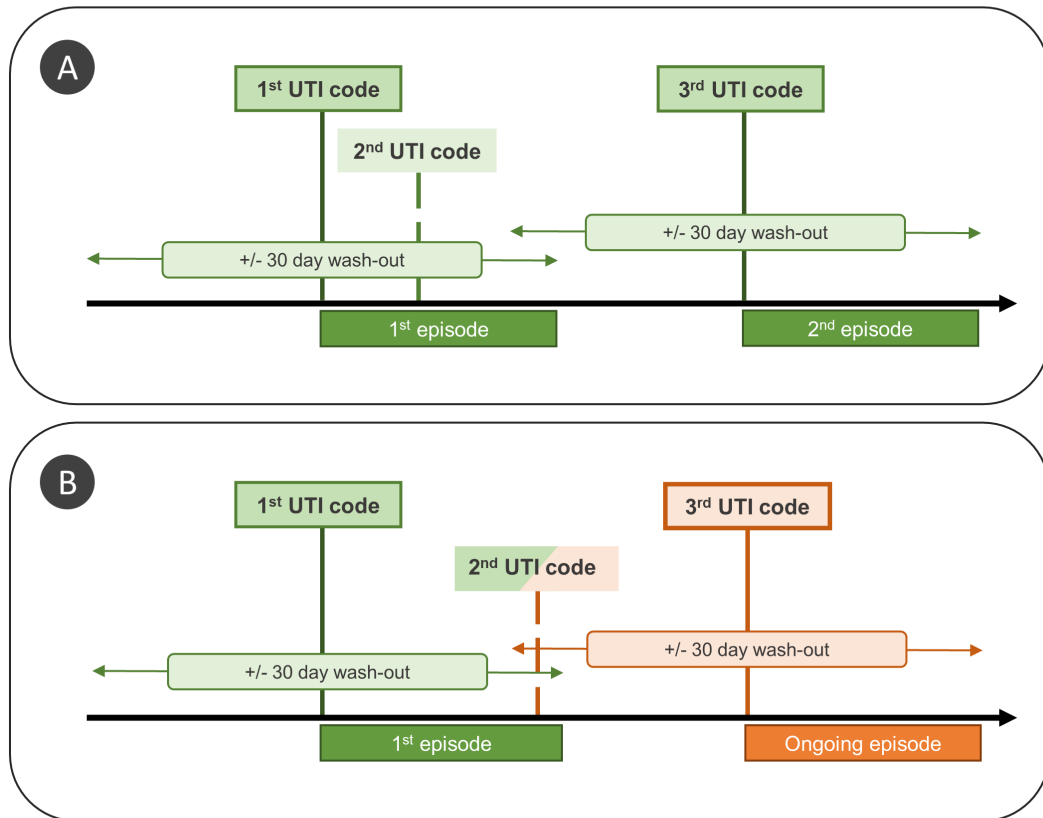 A
1st UTI code
3rd UTI code
2nd UTI code
+/- 30 day wash-out
+/- 30 day wash-out
1st episode
2nd episode
B
1st UTI code
3rd UTI code
2nd UTI code
+/- 30 day wash-out
+/- 30 day wash-out
1st episode
Ongoing episode